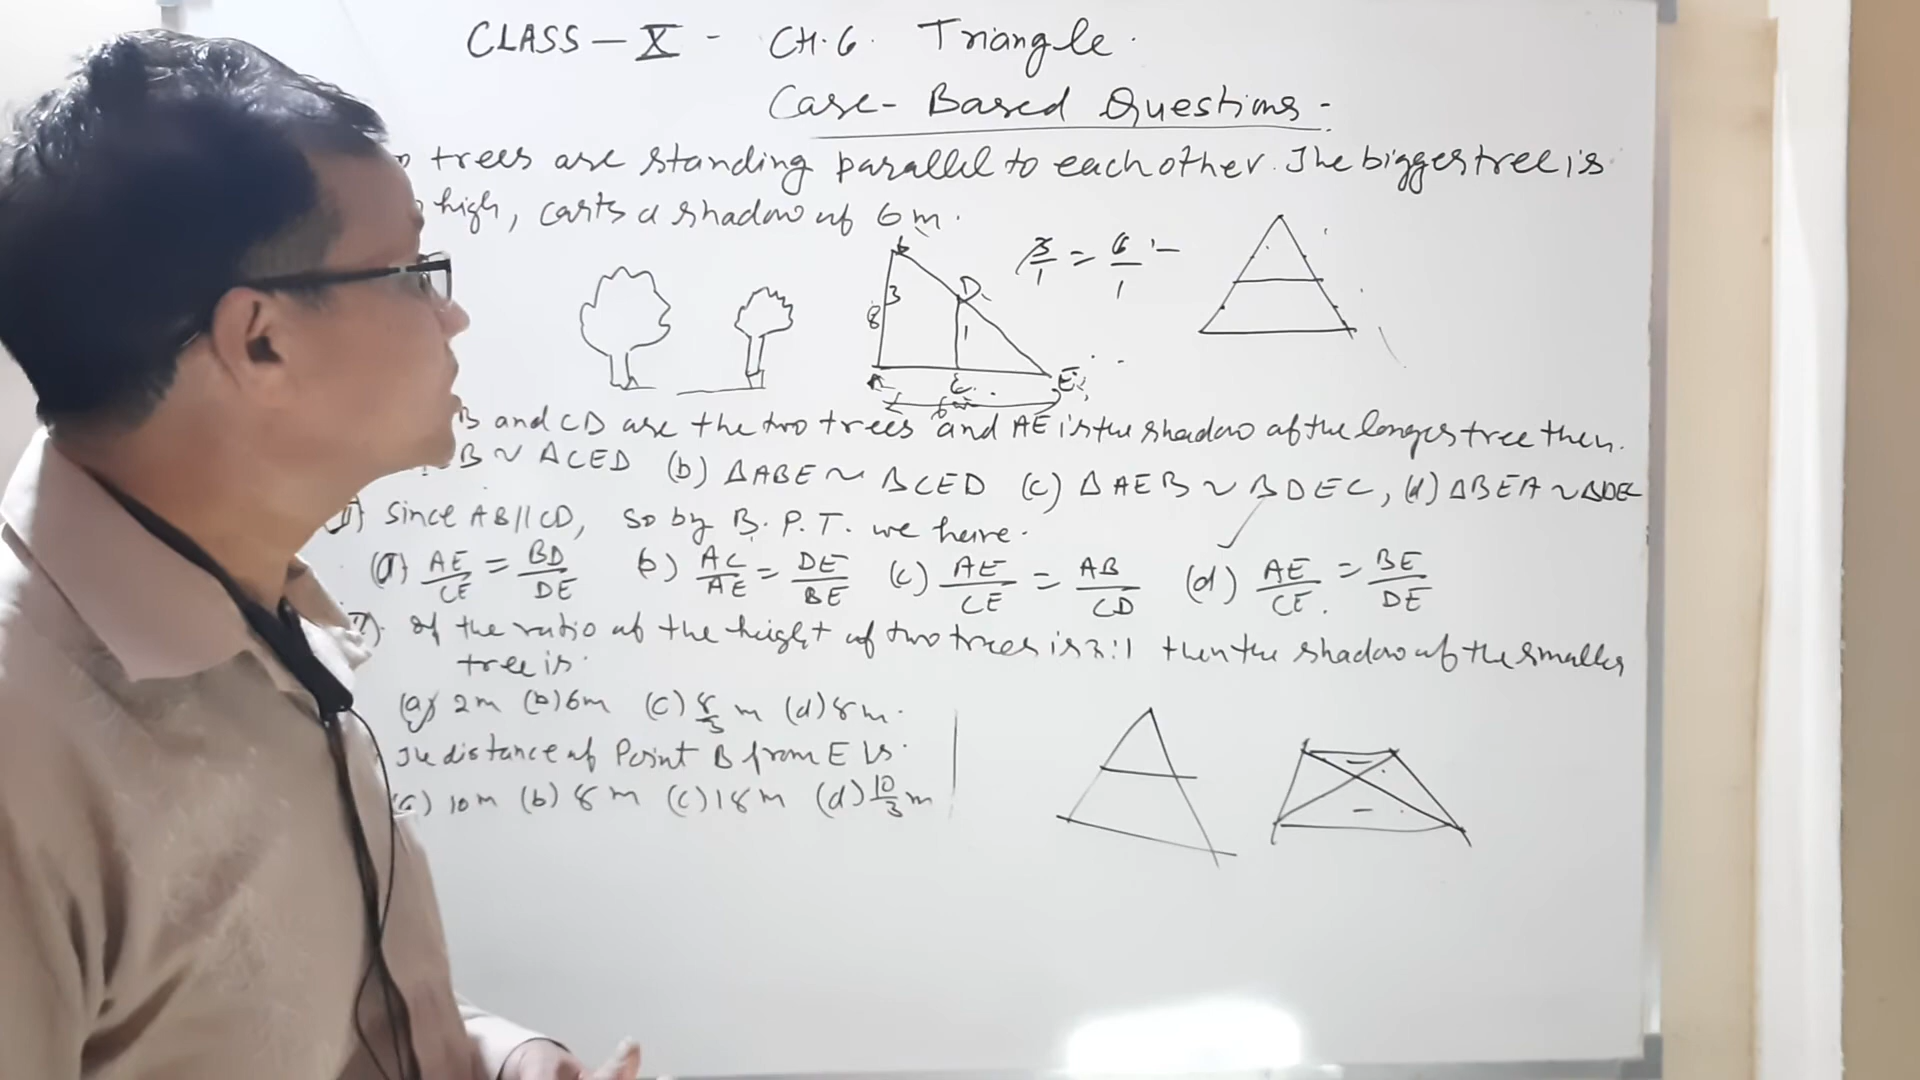 CLASS - X - CH.6. Triangle.
Case-Based Questions -
trees are standing parallel to each other. The bigger tree is
high, casts a shadow of 6m.
B
3
8
D
1
A
C
E
6m
3/1 = 6/1
B and CD are the two trees and AE is the shadow of the longer tree then.
B ~ ΔCED (b) ΔABE ~ ΔCED (c) ΔAEB ~ ΔDEC, (d) ΔBEA ~ ΔDEC
Since AB||CD, so by B.P.T. we have.
(a) AE/CE = BD/DE (b) AC/AE = DE/BE (c) AE/CE = AB/CD (d) AE/CE = BE/DE
If the ratio of the height of two trees is 3:1 then the shadow of the smaller
tree is.
(a) 2m (b) 6m (c) 8/3 m (d) 8m.
The distance of Point B from E is.
(a) 10m (b) 8m (c) 18m (d) 10/3 m